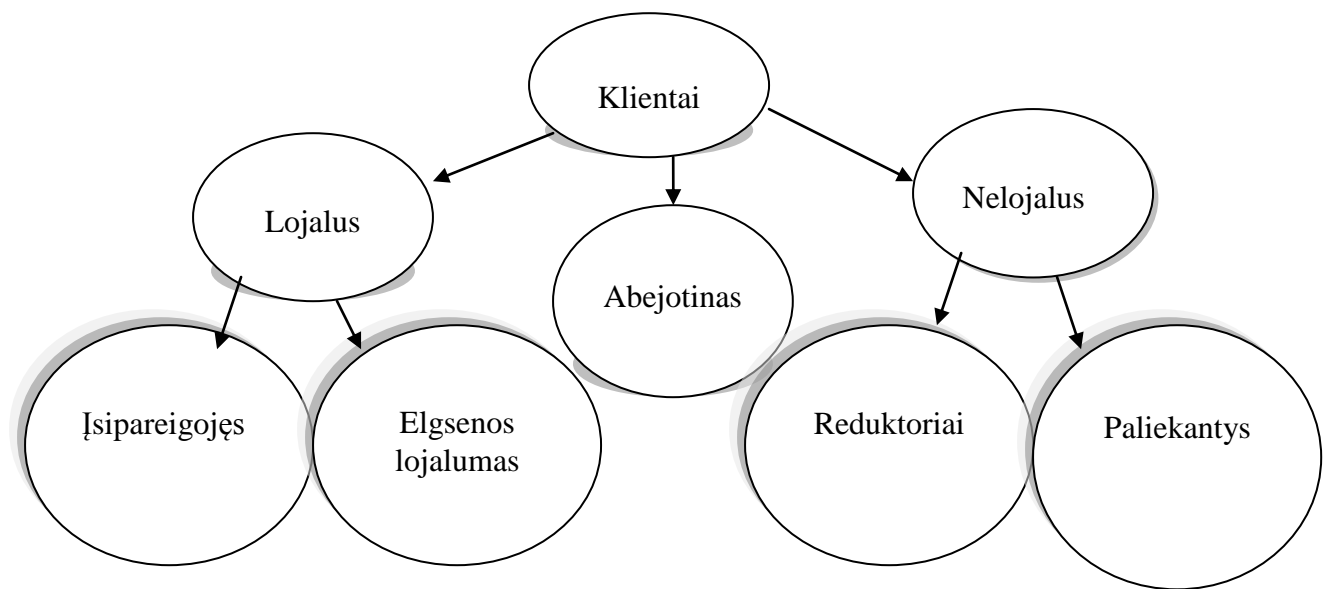 Klientai
Lojalus
Nelojalus
Abejotinas
Įsipareigojęs
Elgsenos
lojalumas
Reduktoriai
Paliekantys